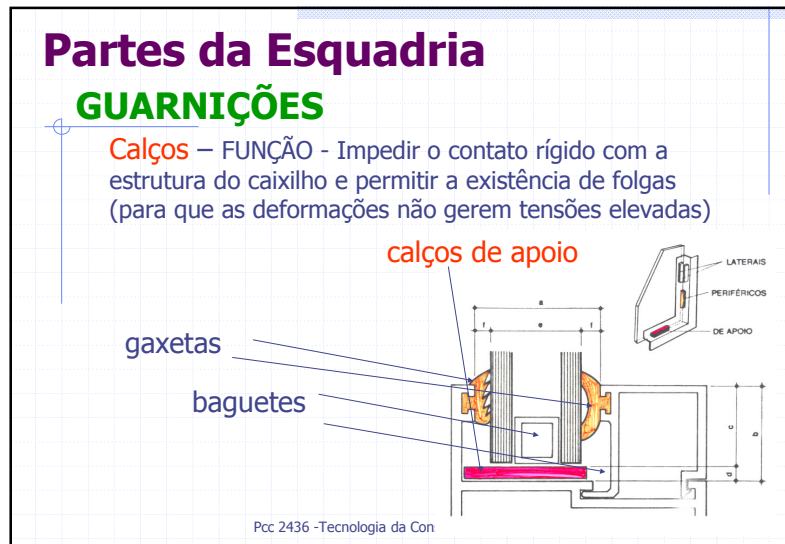 Partes da Esquadria
GUARNIÇÕES
Calços – FUNÇÃO - Impedir o contato rígido com a
estrutura do caixilho e permitir a existência de folgas
(para que as deformações não gerem tensões elevadas)
calços de apoio
LATERAIS
PERIFÉRICOS
DE APOIO
a
f
e
f
gaxetas
baguetes
c
b
d
Pcc 2436 -Tecnologia da Con